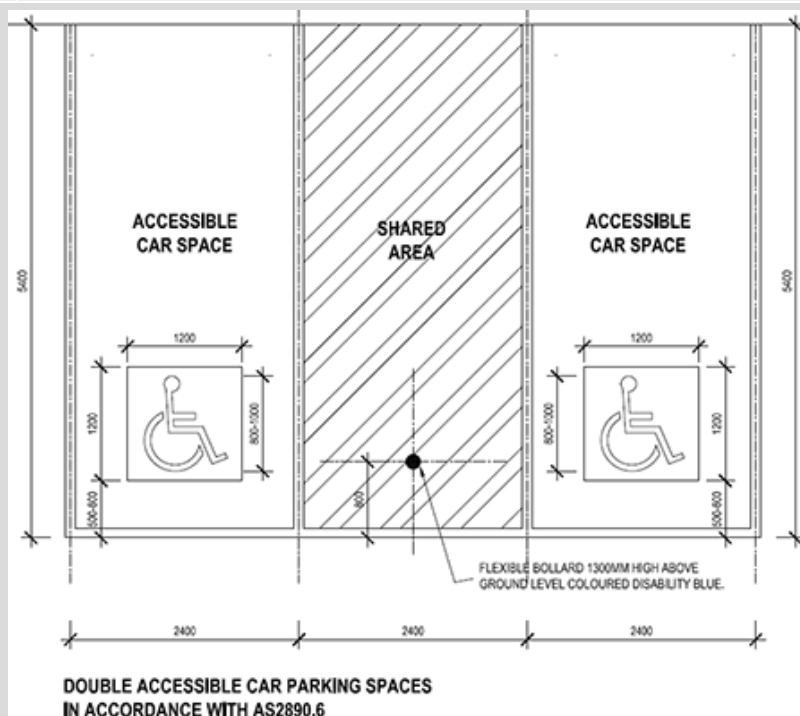 ACCESSIBLE
CAR SPACE
SHARED
AREA
ACCESSIBLE
CAR SPACE
5400
5400
1200
1200
1200
800-1000
800-1000
1200
500-600
800
500-600
FLEXIBLE BOLLARD 1300MM HIGH ABOVE
GROUND LEVEL COLOURED DISABILITY BLUE.
2400
2400
2400
DOUBLE ACCESSIBLE CAR PARKING SPACES
IN ACCORDANCE WITH AS2890.6